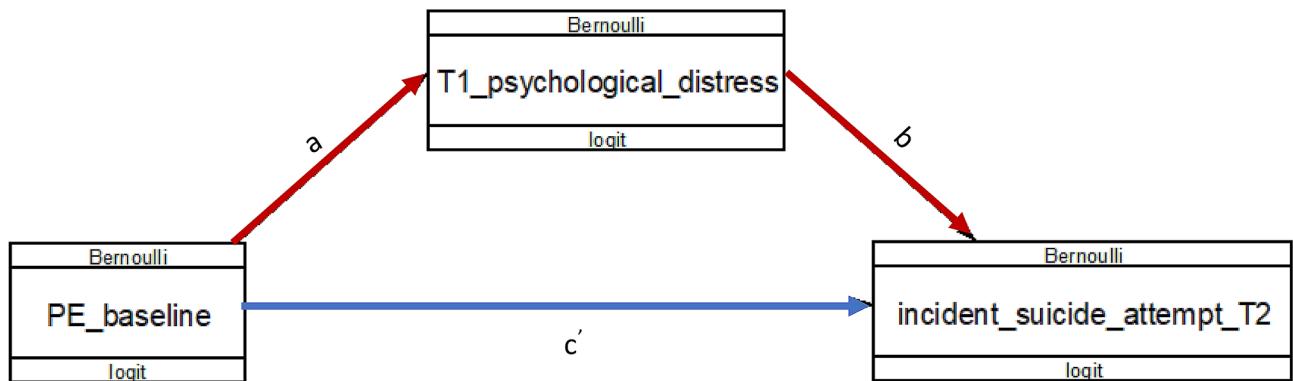 Bernoulli
T1_psychological_distress
logit
a
b
Bernoulli
PE_baseline
logit
c′
Bernoulli
incident_suicide_attempt_T2
logit